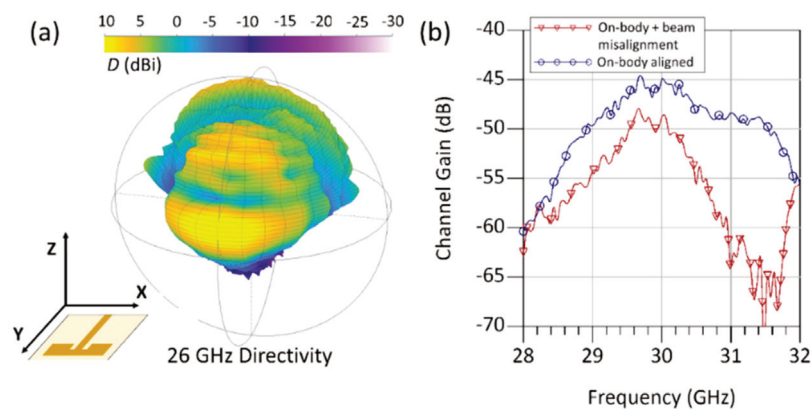 (a)
10 5 0 -5 -10 -15 -20 -25 -30
D (dBi)
Z
X
Y
26 GHz Directivity
(b)
On-body + beam
misalignment
On-body aligned
Channel Gain (dB)
-40
-45
-50
-55
-60
-65
-70
28 29 30 31 32
Frequency (GHz)